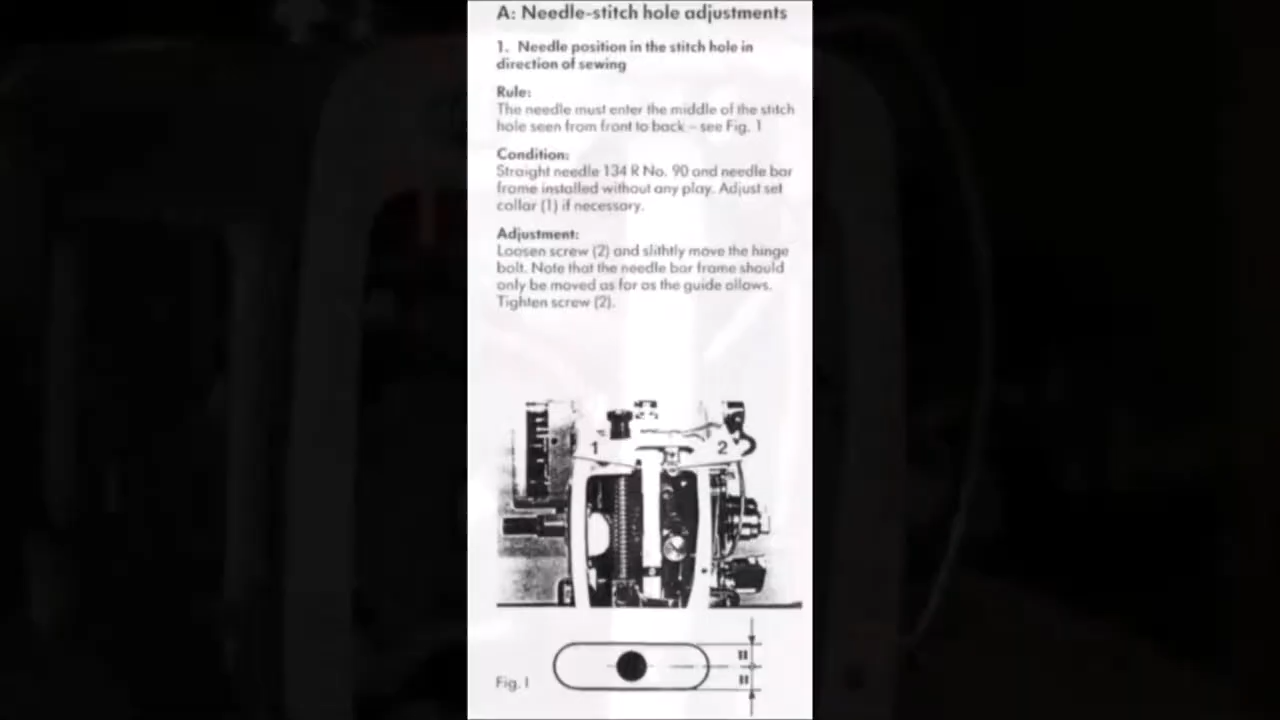 A: Needle-stitch hole adjustments
1. Needle position in the stitch hole in
direction of sewing
Rule:
The needle must enter the middle of the stitch
hole seen from front to back – see Fig. 1
Condition:
Straight needle 134 R No. 90 and needle bar
frame installed without any play. Adjust set
collar (1) if necessary.
Adjustment:
Loosen screw (2) and slithtly move the hinge
bolt. Note that the needle bar frame should
only be moved as far as the guide allows.
Tighten screw (2).
1 2
Fig. 1